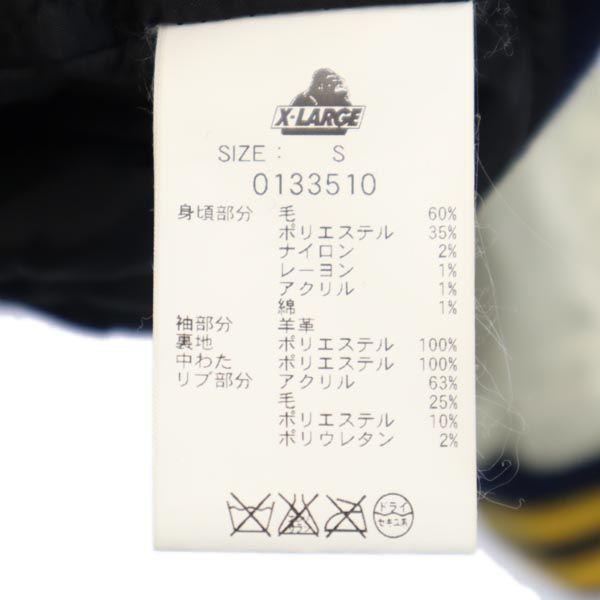 X-LARGE
SIZE : S
0133510
身頃部分 毛 60%
ポリエステル 35%
ナイロン 2%
レーヨン 1%
アクリル 1%
綿 1%
袖部分 羊革
裏地 ポリエステル 100%
中わた ポリエステル 100%
リブ部分 アクリル 63%
毛 25%
ポリエステル 10%
ポリウレタン 2%
ドライ
セキユ系